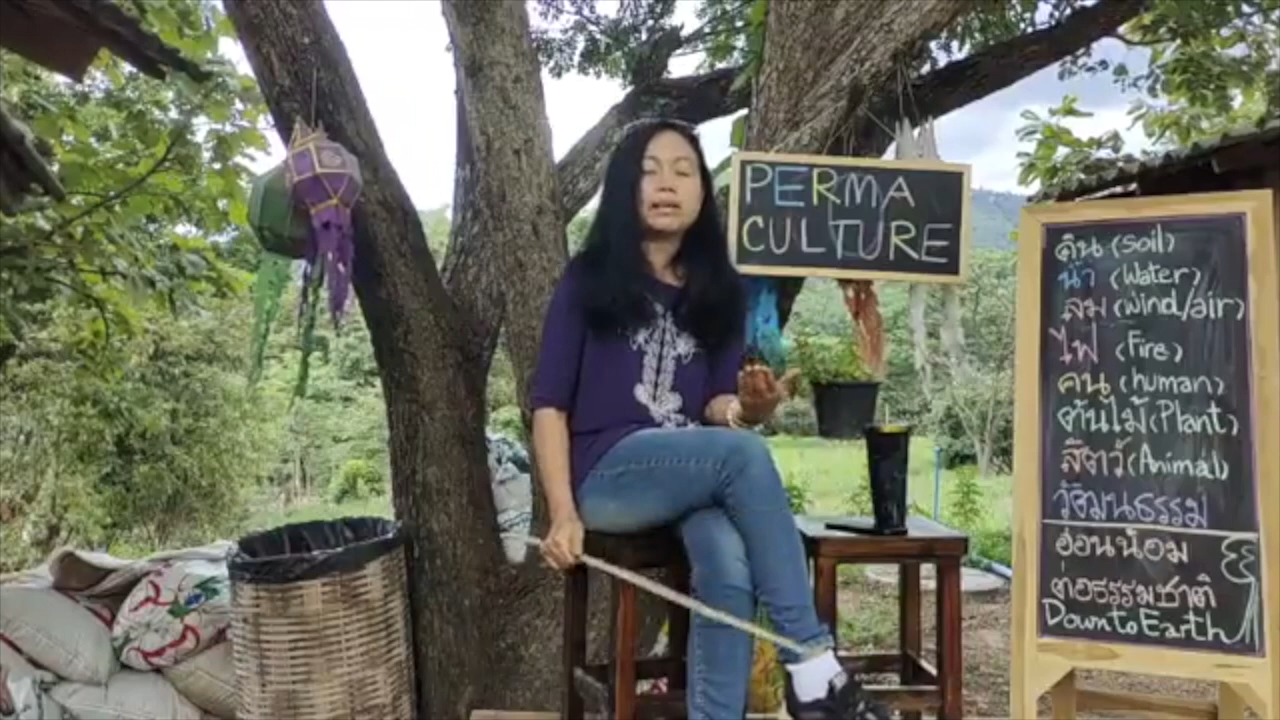 PERMA
CULTURE
ดิน (Soil)
น้ำ (Water)
ลม (Wind/air)
ไฟ (Fire)
คน (human)
ต้นไม้ (Plant)
สัตว์ (Animal)
วัฒนธรรม
อ่อนน้อม
ต่อธรรมชาติ
Down to Earth